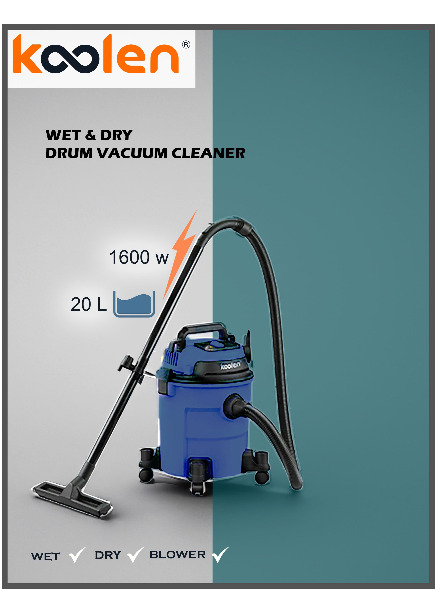 koolen®
WET & DRY
DRUM VACUUM CLEANER
1600 w
20 L
koolen
WET ✓ DRY ✓ BLOWER ✓